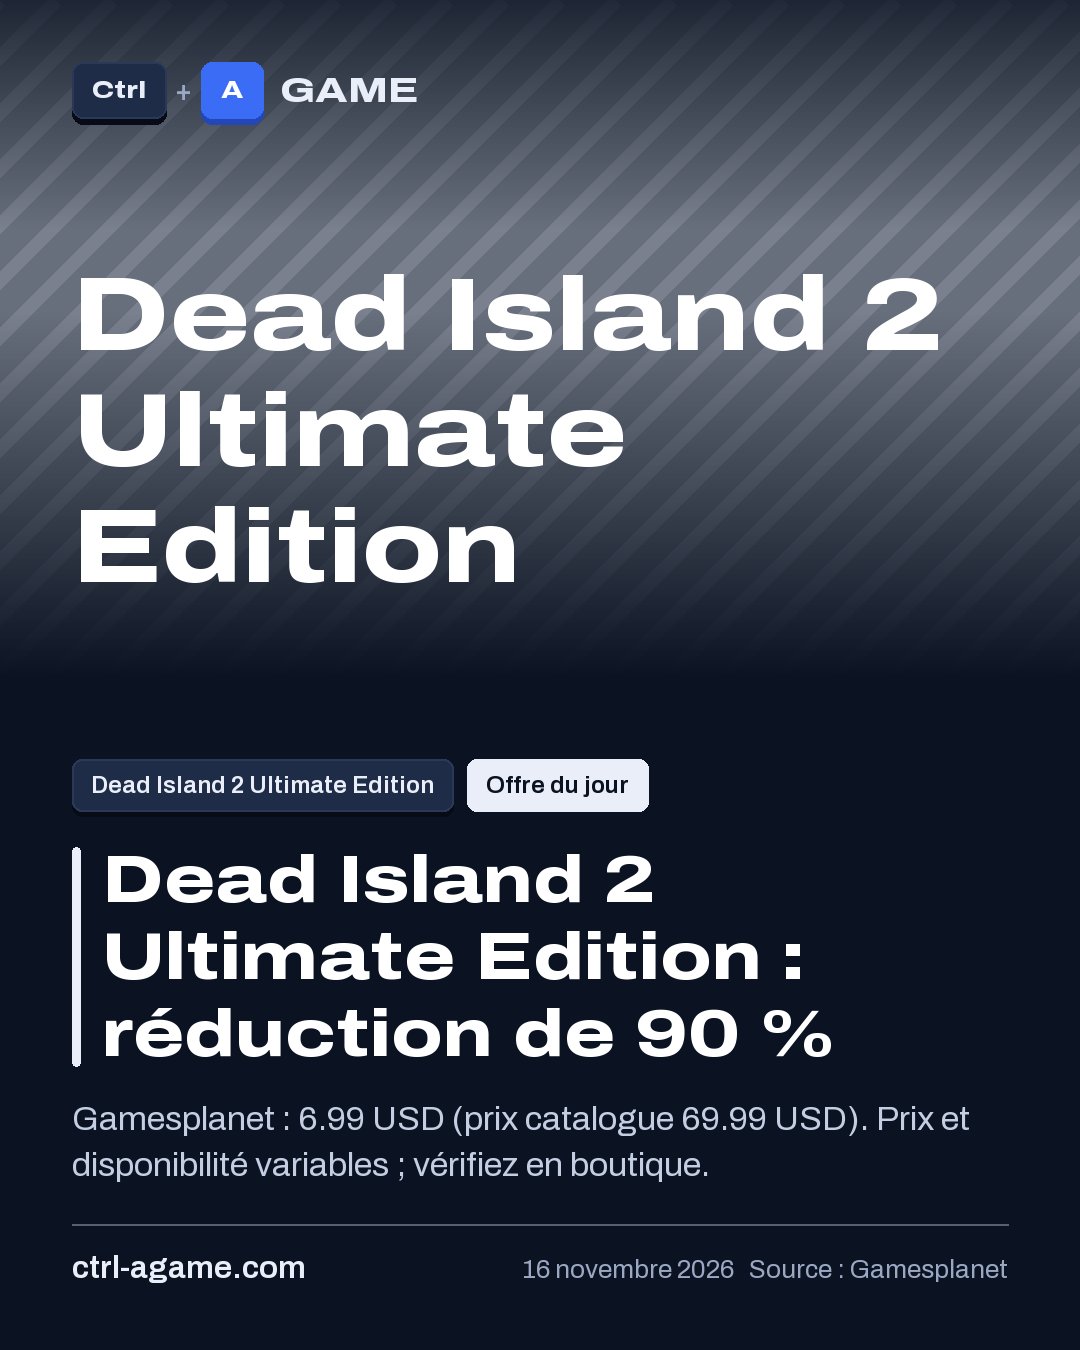 Ctrl + A GAME
Dead Island 2
Ultimate
Edition
Dead Island 2 Ultimate Edition
Offre du jour
Dead Island 2
Ultimate Edition :
réduction de 90 %
Gamesplanet : 6.99 USD (prix catalogue 69.99 USD). Prix et
disponibilité variables ; vérifiez en boutique.
ctrl-agame.com
16 novembre 2026 Source : Gamesplanet